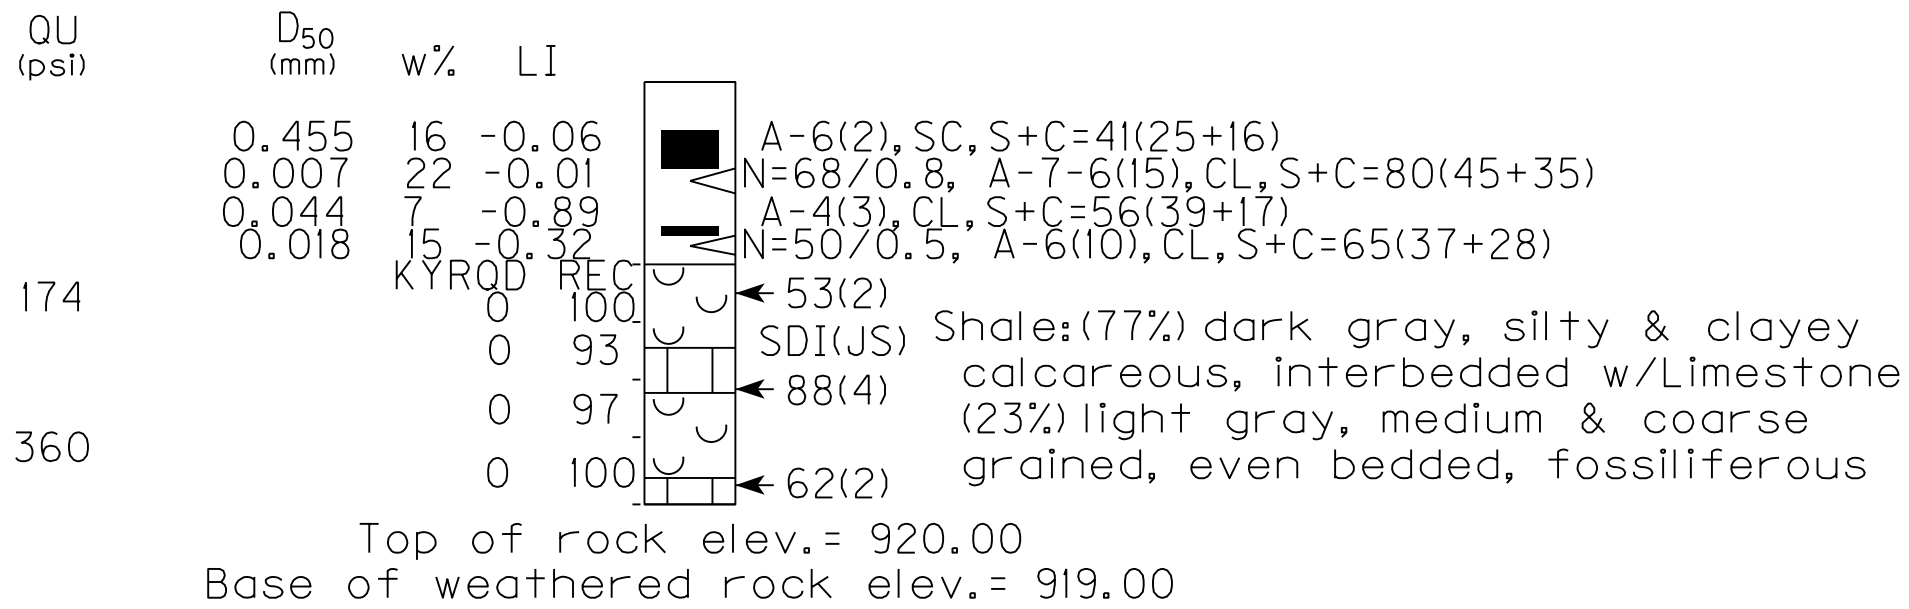 QU D50
(psi) (mm) w% LI
0.455 16 -0.06 A-6(2), SC, S+C=41(25+16)
0.007 22 -0.01 N=68/0.8, A-7-6(15), CL, S+C=80(45+35)
0.044 7 -0.89 A-4(3), CL, S+C=56(39+17)
0.018 15 -0.32 N=50/0.5, A-6(10), CL, S+C=65(37+28)
KYRQD REC
174 0 100 53(2)
0 93 SDI(JS) Shale:(77%) dark gray, silty & clayey
calcareous, interbedded w/Limestone
88(4)
0 97 (23%) light gray, medium & coarse
360
0 100 62(2) grained, even bedded, fossiliferous
Top of rock elev.= 920.00
Base of weathered rock elev.= 919.00